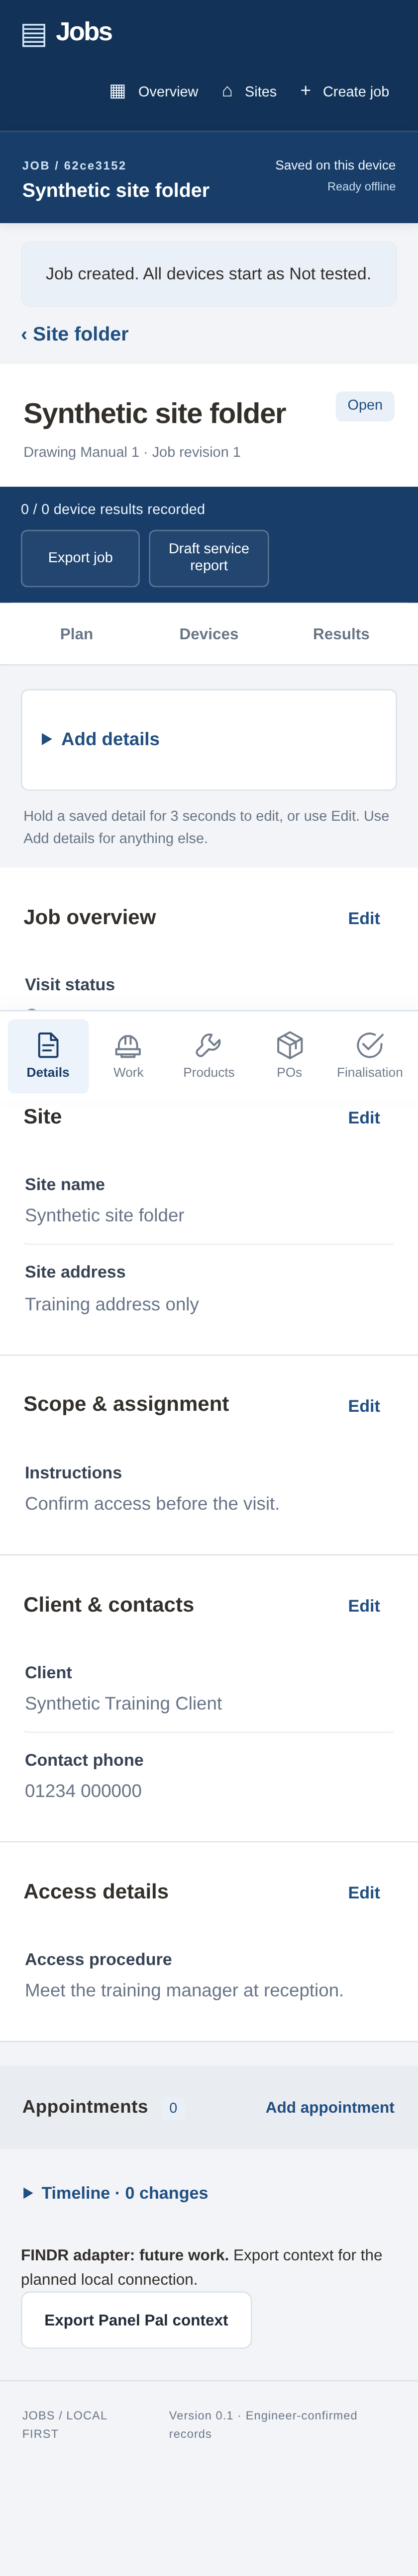 Jobs
Overview Sites + Create job
JOB / 62ce3152
Saved on this device
Synthetic site folder
Ready offline
Job created. All devices start as Not tested.
‹ Site folder
Synthetic site folder
Open
Drawing Manual 1 · Job revision 1
0 / 0 device results recorded
Export job
Draft service
report
Plan Devices Results
▶ Add details
Hold a saved detail for 3 seconds to edit, or use Edit. Use
Add details for anything else.
Job overview Edit
Visit status
Details Work Products POs Finalisation
Site Edit
Site name
Synthetic site folder
Site address
Training address only
Scope & assignment Edit
Instructions
Confirm access before the visit.
Client & contacts Edit
Client
Synthetic Training Client
Contact phone
01234 000000
Access details Edit
Access procedure
Meet the training manager at reception.
Appointments 0 Add appointment
▶ Timeline · 0 changes
FINDR adapter: future work. Export context for the
planned local connection.
Export Panel Pal context
JOBS / LOCAL
FIRST
Version 0.1 · Engineer-confirmed
records